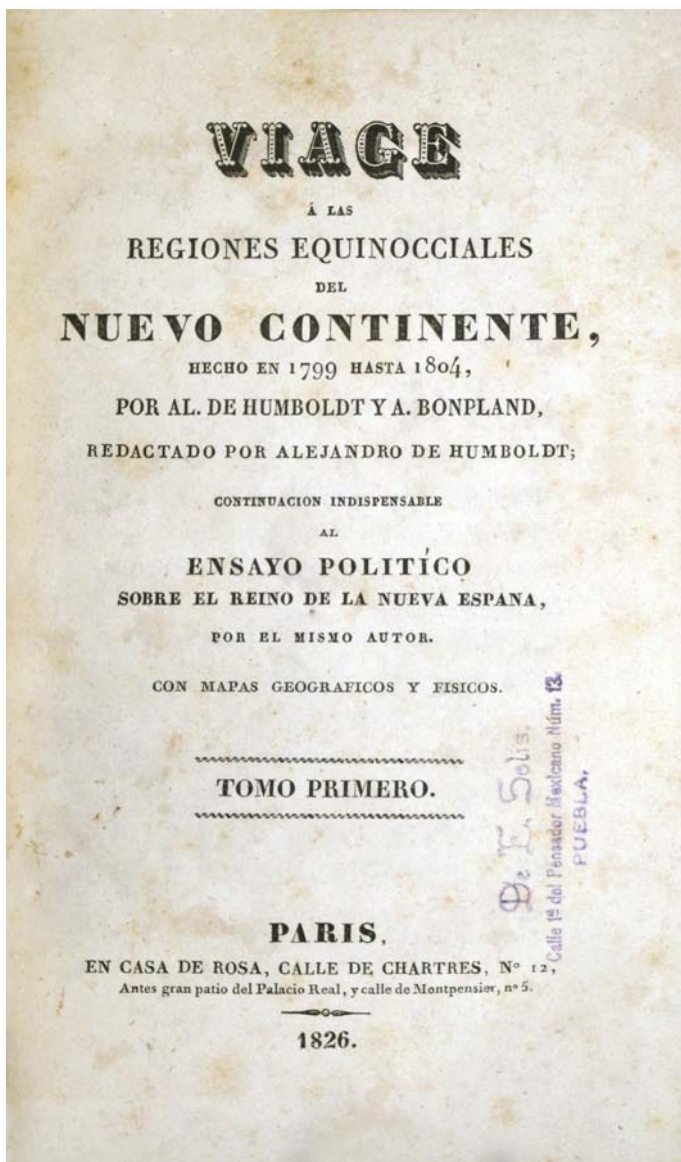 VIAGE
Á LAS
REGIONES EQUINOCCIALES
DEL
NUEVO CONTINENTE,
HECHO EN 1799 HASTA 1804,
POR AL. DE HUMBOLDT Y A. BONPLAND,
REDACTADO POR ALEJANDRO DE HUMBOLDT;
CONTINUACION INDISPENSABLE
AL
ENSAYO POLITÍCO
SOBRE EL REINO DE LA NUEVA ESPANA,
POR EL MISMO AUTOR.
CON MAPAS GEOGRAFICOS Y FISICOS.
TOMO PRIMERO.
De E. Solis.
Calle 1ª del Pensador Mexicano Núm. 13.
PUEBLA.
PARIS,
EN CASA DE ROSA, CALLE DE CHARTRES, Nº 12,
Antes gran patio del Palacio Real, y calle de Montpensier, nº 5.
1826.